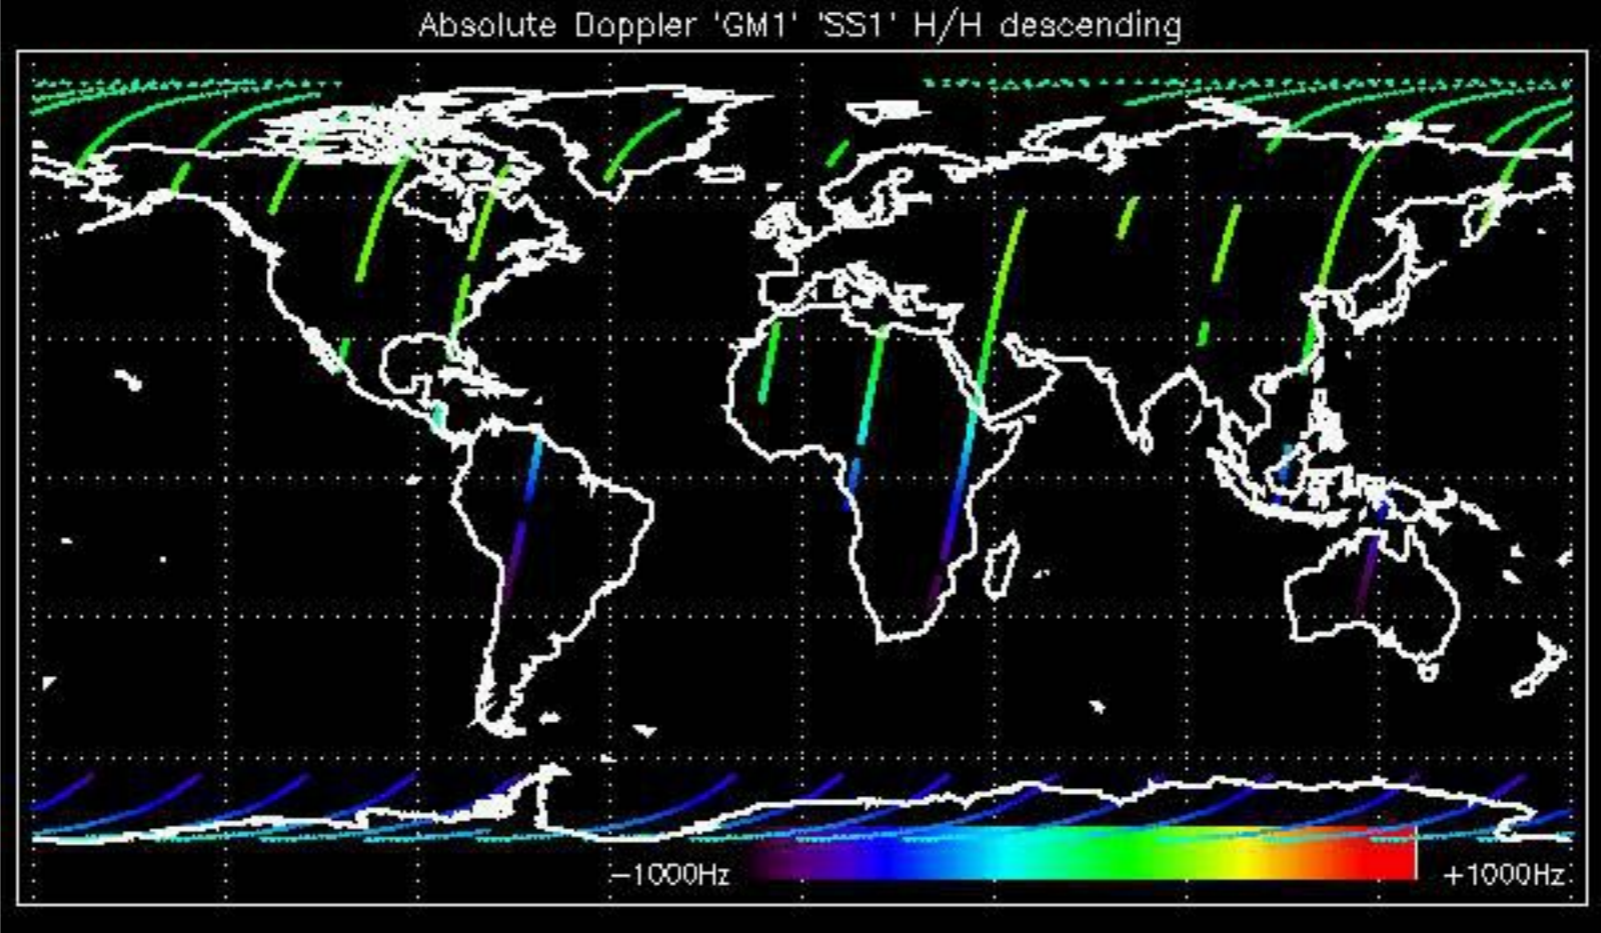 Absolute Doppler 'GM1' 'SS1' H/H descending
−1000Hz +1000Hz